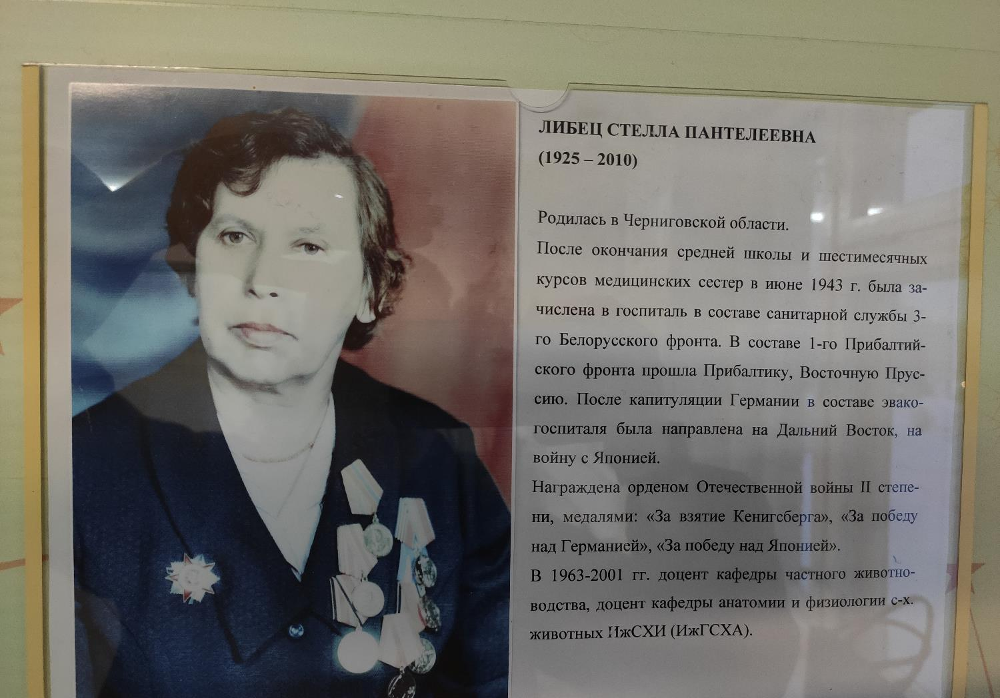 ЛИБЕЦ СТЕЛЛА ПАНТЕЛЕЕВНА
(1925 – 2010)
Родилась в Черниговской области.
После окончания средней школы и шестимесячных
курсов медицинских сестер в июне 1943 г. была за-
числена в госпиталь в составе санитарной службы 3-
го Белорусского фронта. В составе 1-го Прибалтий-
ского фронта прошла Прибалтику, Восточную Прус-
сию. После капитуляции Германии в составе эвако-
госпиталя была направлена на Дальний Восток, на
войну с Японией.
Награждена орденом Отечественной войны II степе-
ни, медалями: «За взятие Кенигсберга», «За победу
над Германией», «За победу над Японией».
В 1963-2001 гг. доцент кафедры частного животно-
водства, доцент кафедры анатомии и физиологии с-х.
животных ИжСХИ (ИжГСХА).